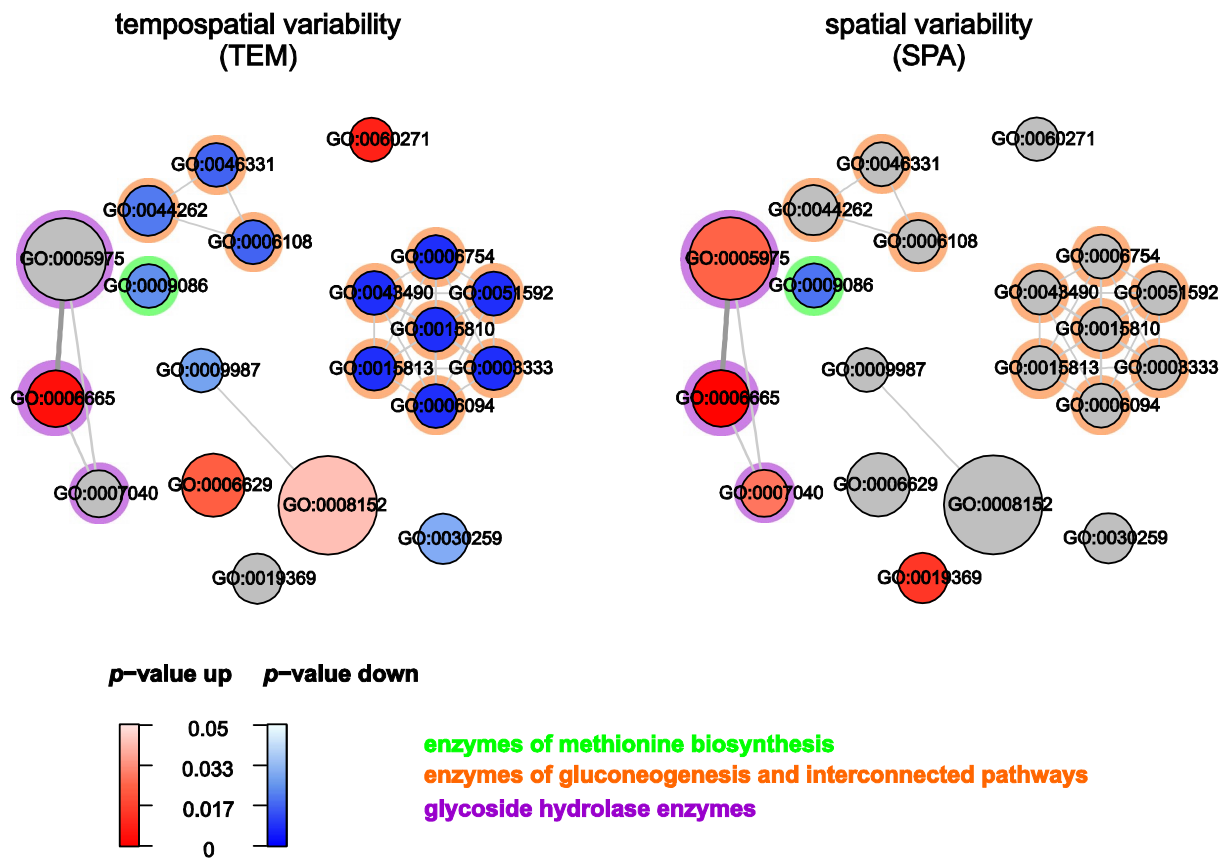 tempospatial variability
(TEM)
spatial variability
(SPA)
GO:0060271
GO:0046331
GO:0044262
GO:0006108
GO:0005975
GO:0009086
GO:0006754
GO:0043490
GO:0051592
GO:0015810
GO:0015813
GO:0003333
GO:0006094
GO:0009987
GO:0006665
GO:0007040
GO:0006629
GO:0008152
GO:0030259
GO:0019369
GO:0060271
GO:0046331
GO:0044262
GO:0006108
GO:0005975
GO:0009086
GO:0006754
GO:0043490
GO:0051592
GO:0015810
GO:0015813
GO:0003333
GO:0006094
GO:0009987
GO:0006665
GO:0007040
GO:0006629
GO:0008152
GO:0030259
GO:0019369
p−value up
p−value down
0.05
0.033
0.017
0
enzymes of methionine biosynthesis
enzymes of gluconeogenesis and interconnected pathways
glycoside hydrolase enzymes